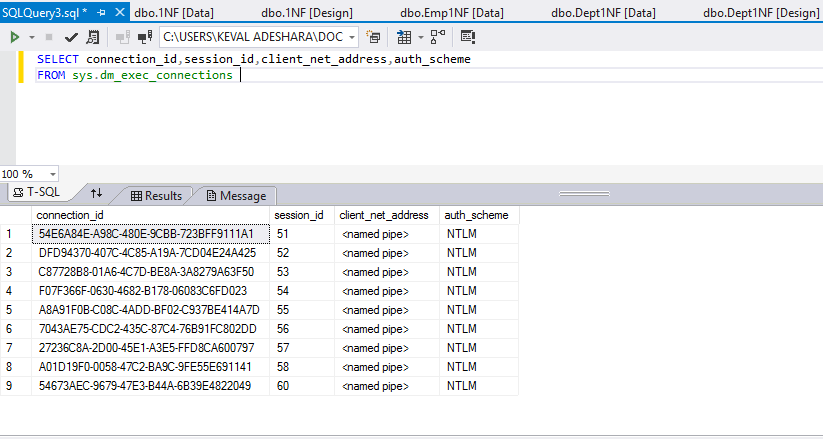 SQLQuery3.sql * dbo.1NF [Data] dbo.1NF [Design] dbo.Emp1NF [Data] dbo.Dept1NF [Data] dbo.Dept1NF [Design]
C:\USERS\KEVAL ADESHARA\DOC
SELECT connection_id,session_id,client_net_address,auth_scheme
FROM sys.dm_exec_connections
100 %
T-SQL Results Message
connection_id session_id client_net_address auth_scheme
1 54E6A84E-A98C-480E-9CBB-723BFF9111A1 51 <named pipe> NTLM
2 DFD94370-407C-4C85-A19A-7CD04E24A425 52 <named pipe> NTLM
3 C87728B8-01A6-4C7D-BE8A-3A8279A63F50 53 <named pipe> NTLM
4 F07F366F-0630-4682-B178-06083C6FD023 54 <named pipe> NTLM
5 A8A91F0B-C08C-4ADD-BF02-C937BE414A7D 55 <named pipe> NTLM
6 7043AE75-CDC2-435C-87C4-76B91FC802DD 56 <named pipe> NTLM
7 27236C8A-2D00-45E1-A3E5-FFD8CA600797 57 <named pipe> NTLM
8 A01D19F0-0058-47C2-BA9C-9FE55E691141 58 <named pipe> NTLM
9 54673AEC-9679-47E3-B44A-6B39E4822049 60 <named pipe> NTLM